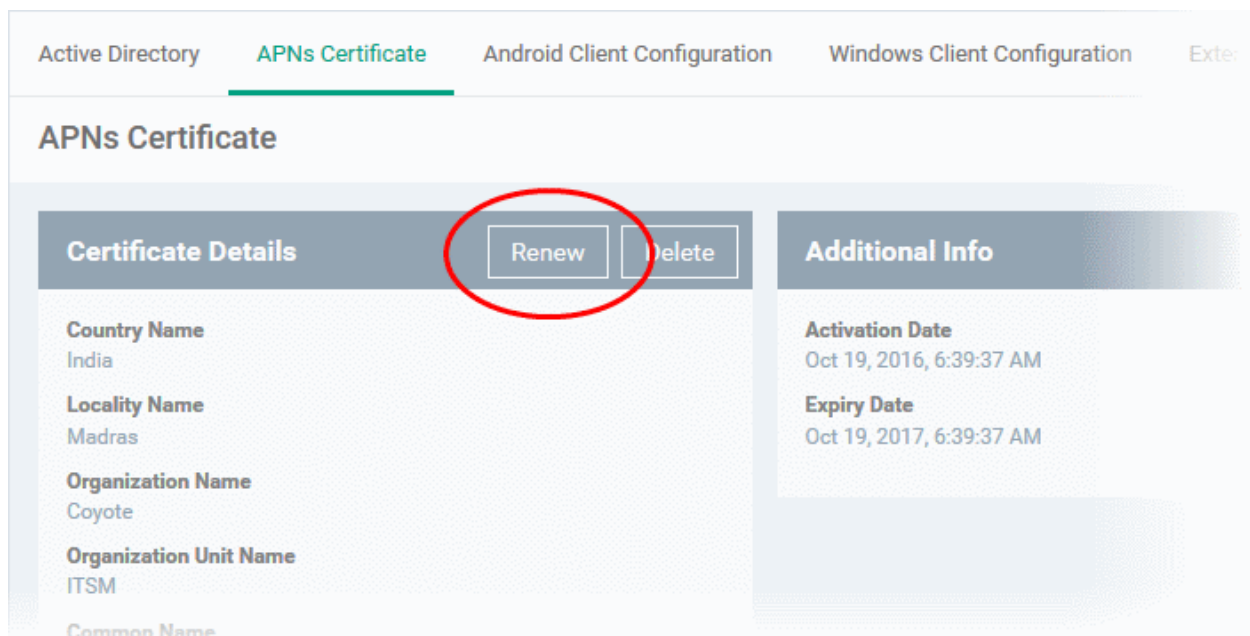 Active Directory APNs Certificate Android Client Configuration Windows Client Configuration
APNs Certificate
Certificate Details Renew Delete
Additional Info
Country Name
India
Locality Name
Madras
Organization Name
Coyote
Organization Unit Name
ITSM
Common Name
Activation Date
Oct 19, 2016, 6:39:37 AM
Expiry Date
Oct 19, 2017, 6:39:37 AM